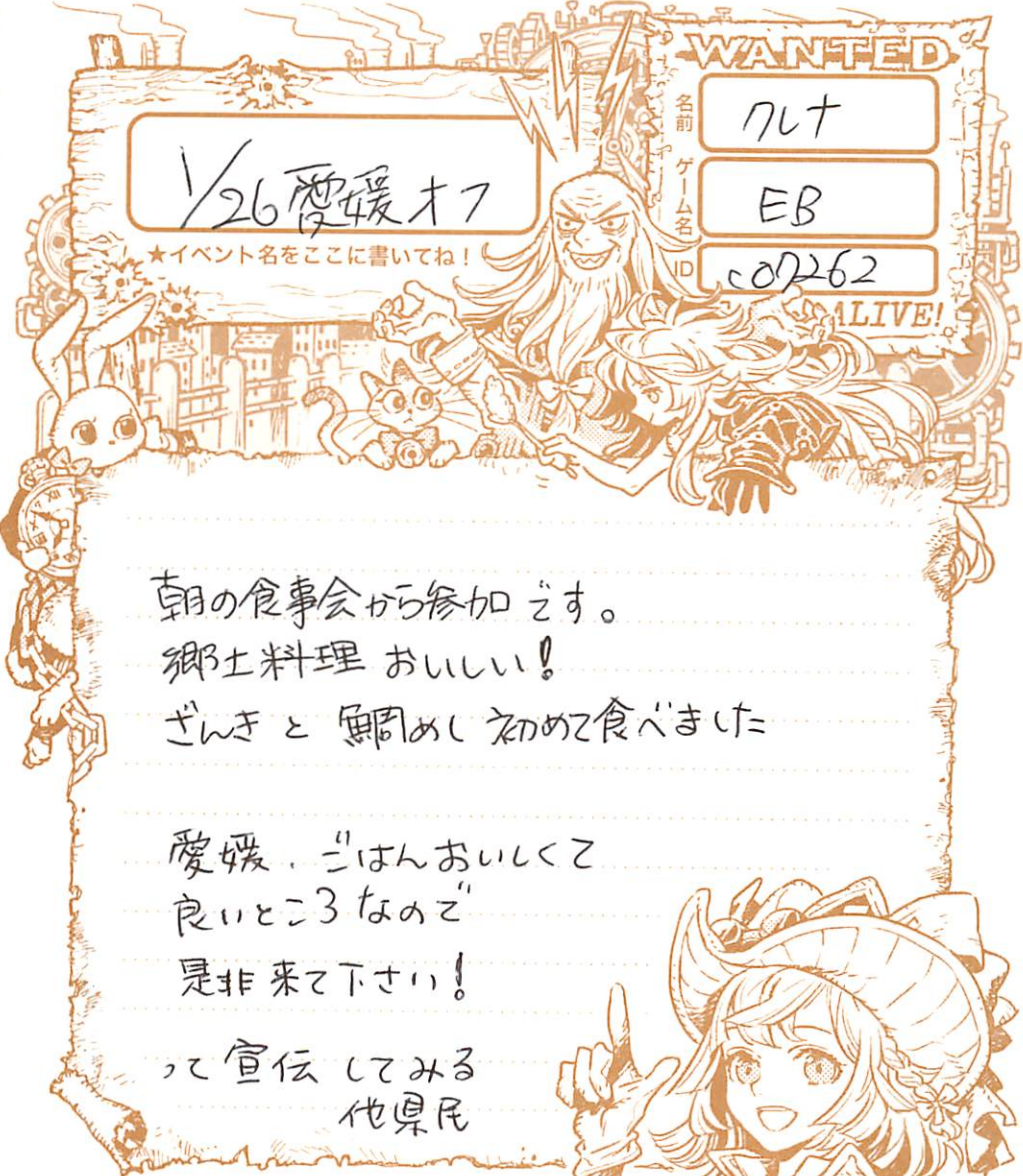 1/26愛媛オフ
★イベント名をここに書いてね！
WANTED
名前
クレナ
ゲーム名
EB
ID
c07262
ALIVE!
朝の食事会から参加です。
郷土料理 おいしい！
ざんき と 鯛めし 初めて食べました
愛媛、ごはんおいしくて
良いところなので
是非来て下さい！
って宣伝してみる
他県民